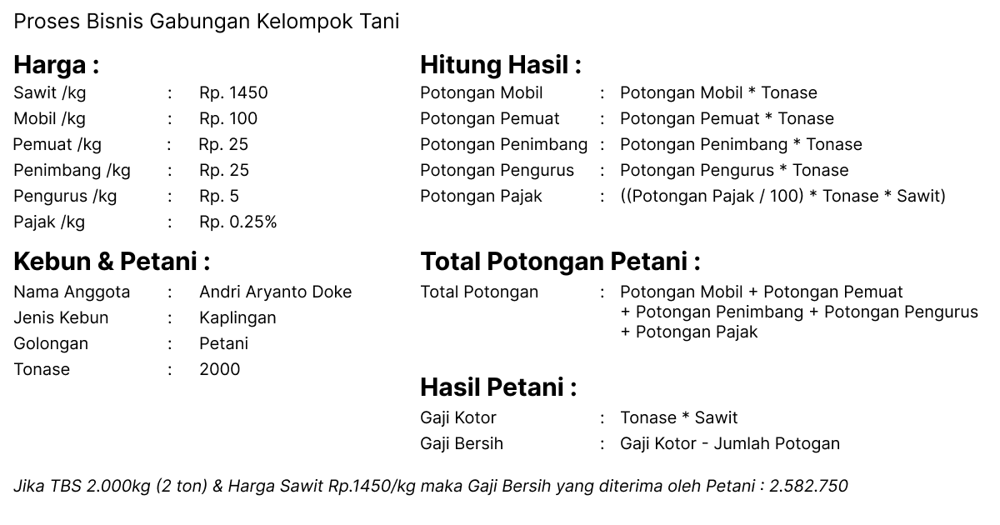 Proses Bisnis Gabungan Kelompok Tani
Harga :
Sawit /kg : Rp. 1450
Mobil /kg : Rp. 100
Pemuat /kg : Rp. 25
Penimbang /kg : Rp. 25
Pengurus /kg : Rp. 5
Pajak /kg : Rp. 0.25%
Kebun & Petani :
Nama Anggota : Andri Aryanto Doke
Jenis Kebun : Kaplingan
Golongan : Petani
Tonase : 2000
Hitung Hasil :
Potongan Mobil : Potongan Mobil * Tonase
Potongan Pemuat : Potongan Pemuat * Tonase
Potongan Penimbang : Potongan Penimbang * Tonase
Potongan Pengurus : Potongan Pengurus * Tonase
Potongan Pajak : ((Potongan Pajak / 100) * Tonase * Sawit)
Total Potongan Petani :
Total Potongan : Potongan Mobil + Potongan Pemuat
+ Potongan Penimbang + Potongan Pengurus
+ Potongan Pajak
Hasil Petani :
Gaji Kotor : Tonase * Sawit
Gaji Bersih : Gaji Kotor - Jumlah Potogan
Jika TBS 2.000kg (2 ton) & Harga Sawit Rp.1450/kg maka Gaji Bersih yang diterima oleh Petani : 2.582.750